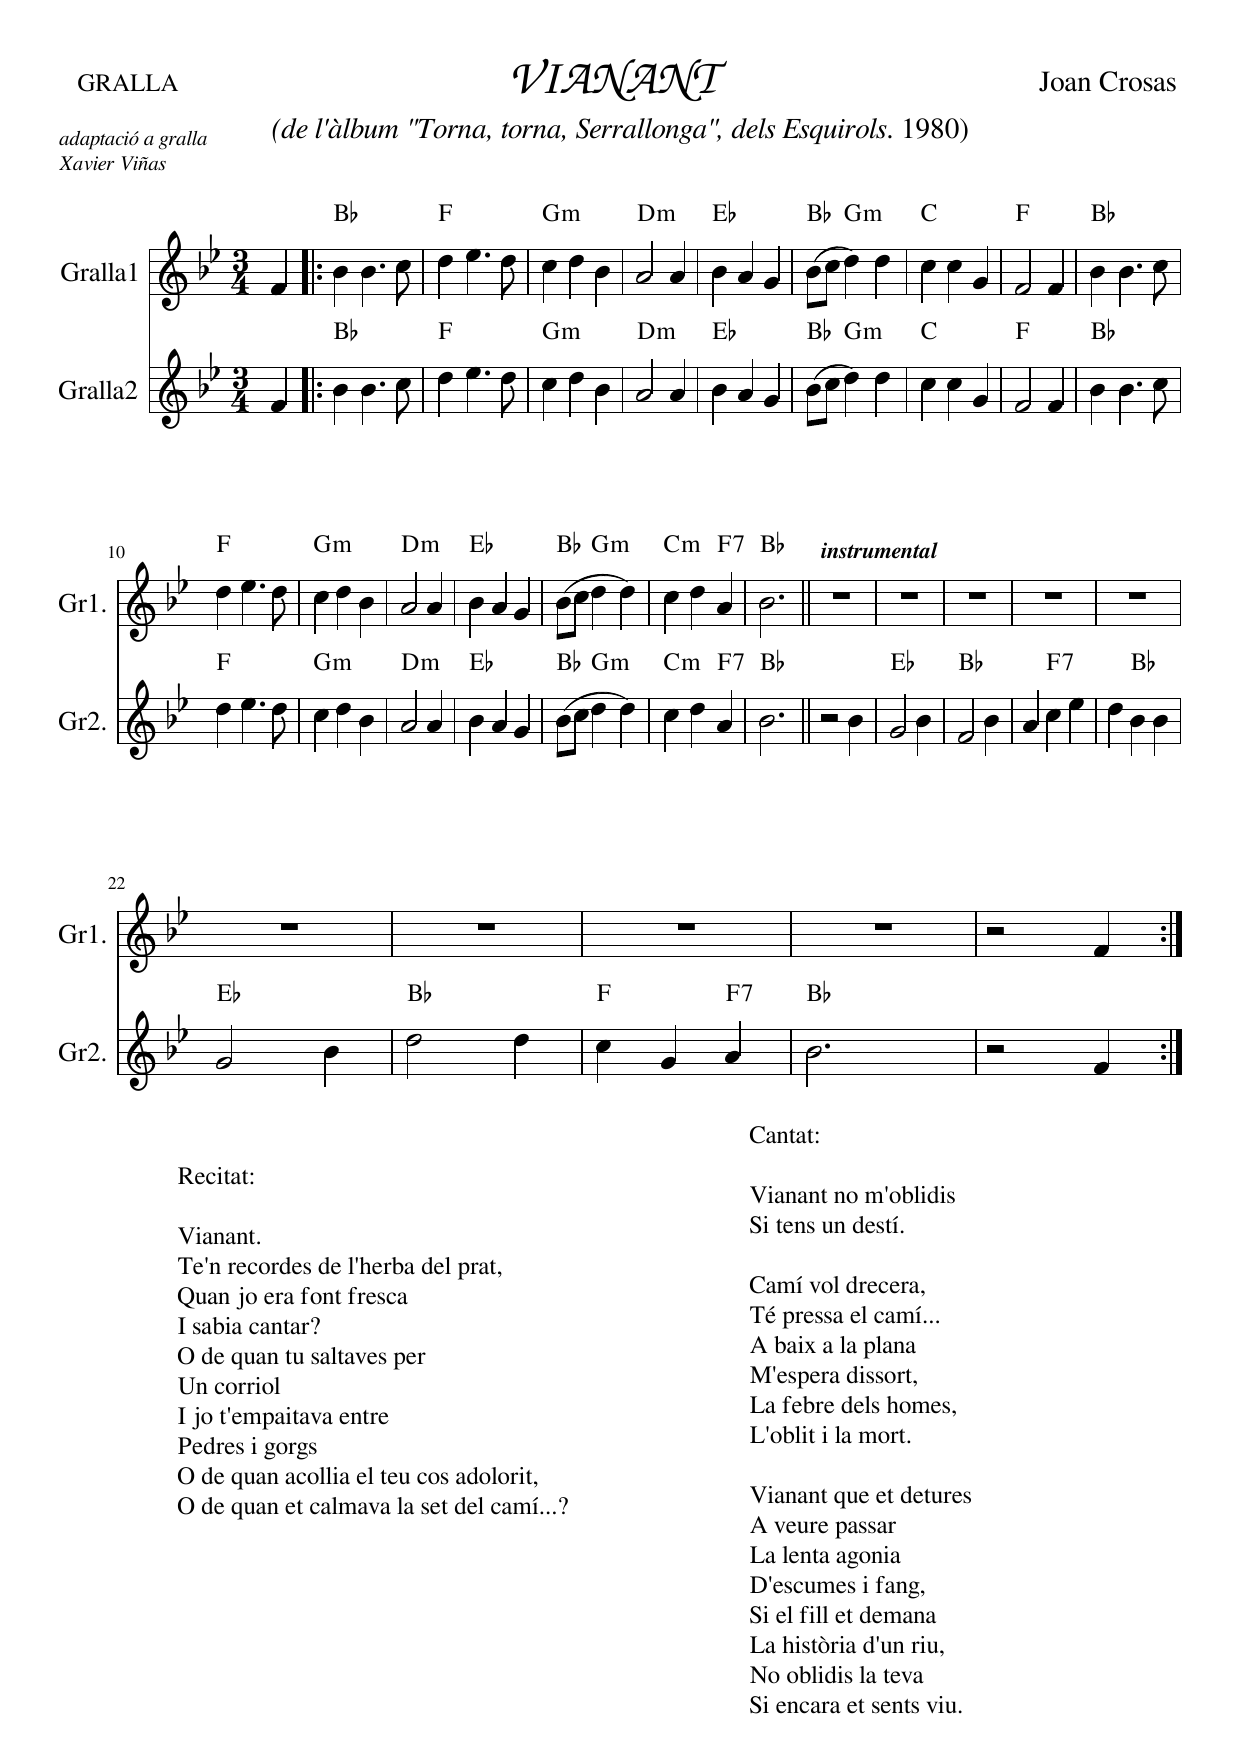 GRALLA
VIANANT
Joan Crosas
adaptació a gralla
Xavier Viñas
(de l'àlbum "Torna, torna, Serrallonga", dels Esquirols. 1980)
B♭ F Gm Dm E♭ B♭ Gm C F B♭
Gralla1
3
4
B♭ F Gm Dm E♭ B♭ Gm C F B♭
Gralla2
3
4
10
F Gm Dm E♭ B♭ Gm Cm F7 B♭ instrumental
Gr1.
F Gm Dm E♭ B♭ Gm Cm F7 B♭ E♭ B♭ F7 B♭
Gr2.
22
Gr1.
E♭ B♭ F F7 B♭
Gr2.
Recitat:
Vianant.
Te'n recordes de l'herba del prat,
Quan jo era font fresca
I sabia cantar?
O de quan tu saltaves per
Un corriol
I jo t'empaitava entre
Pedres i gorgs
O de quan acollia el teu cos adolorit,
O de quan et calmava la set del camí...?
Cantat:
Vianant no m'oblidis
Si tens un destí.
Camí vol drecera,
Té pressa el camí...
A baix a la plana
M'espera dissort,
La febre dels homes,
L'oblit i la mort.
Vianant que et detures
A veure passar
La lenta agonia
D'escumes i fang,
Si el fill et demana
La història d'un riu,
No oblidis la teva
Si encara et sents viu.